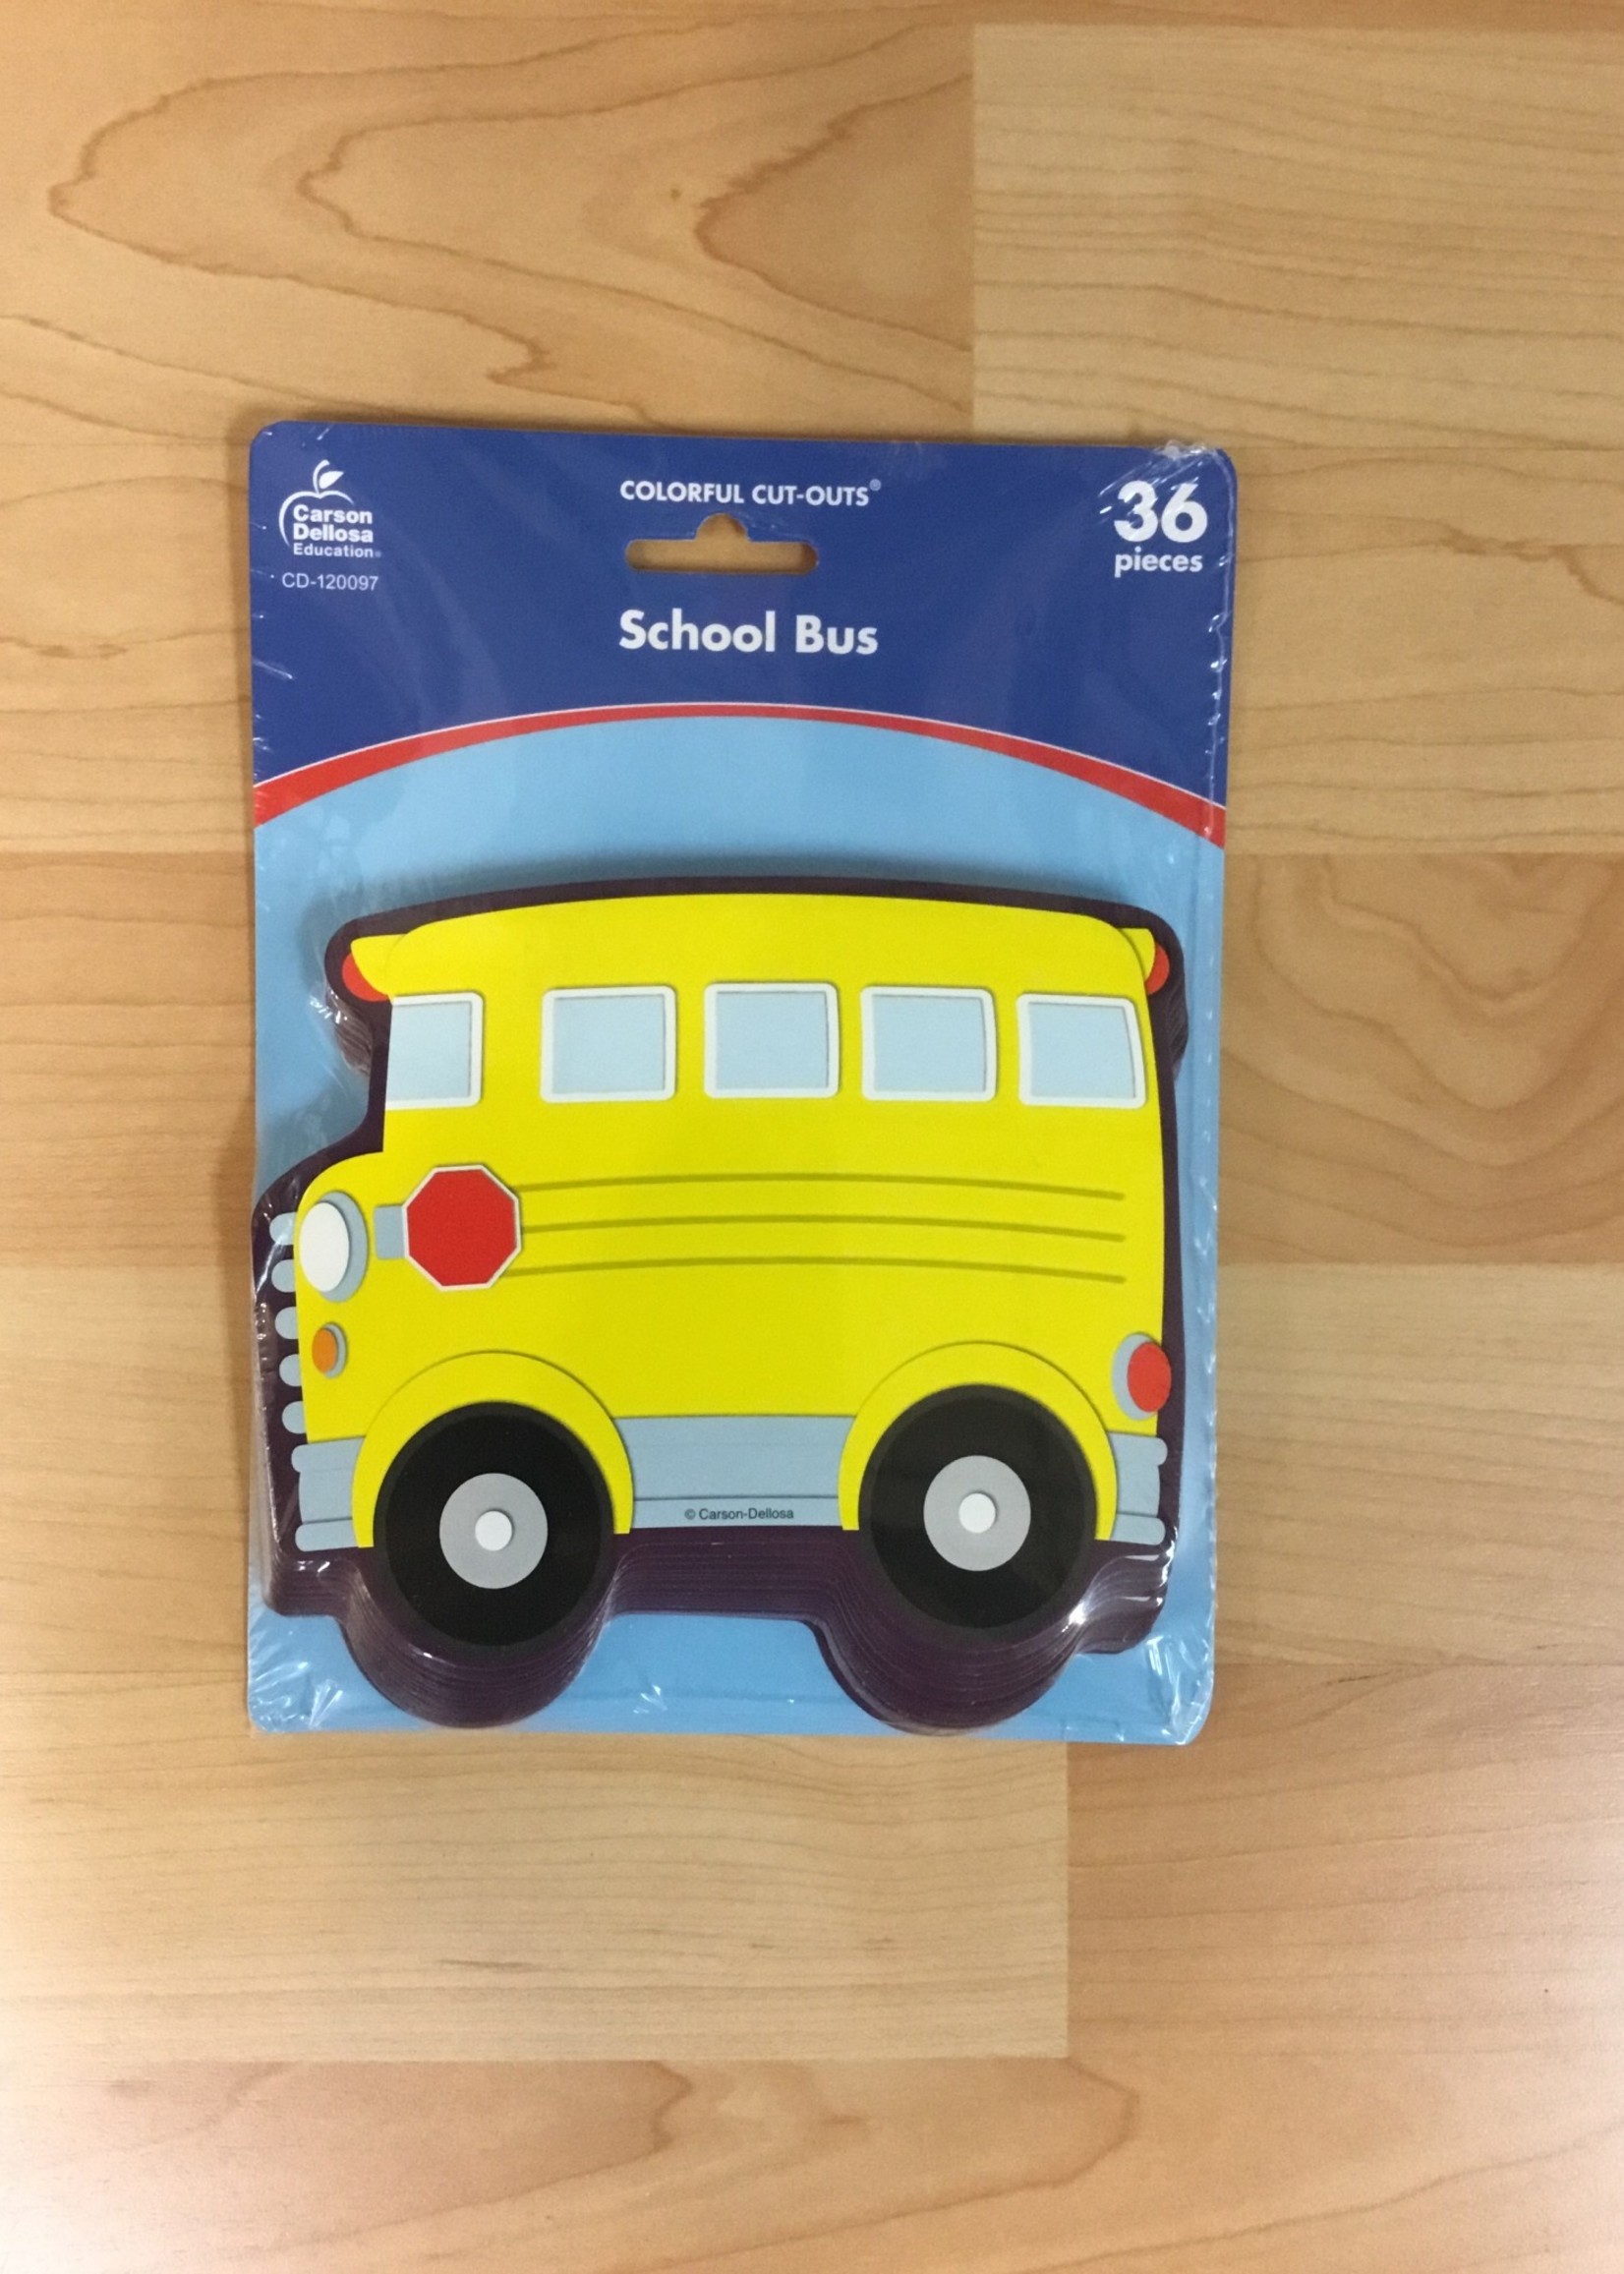 Carson
Dellosa
Education®
CD-120097
COLORFUL CUT-OUTS®
36
pieces
School Bus
© Carson-Dellosa